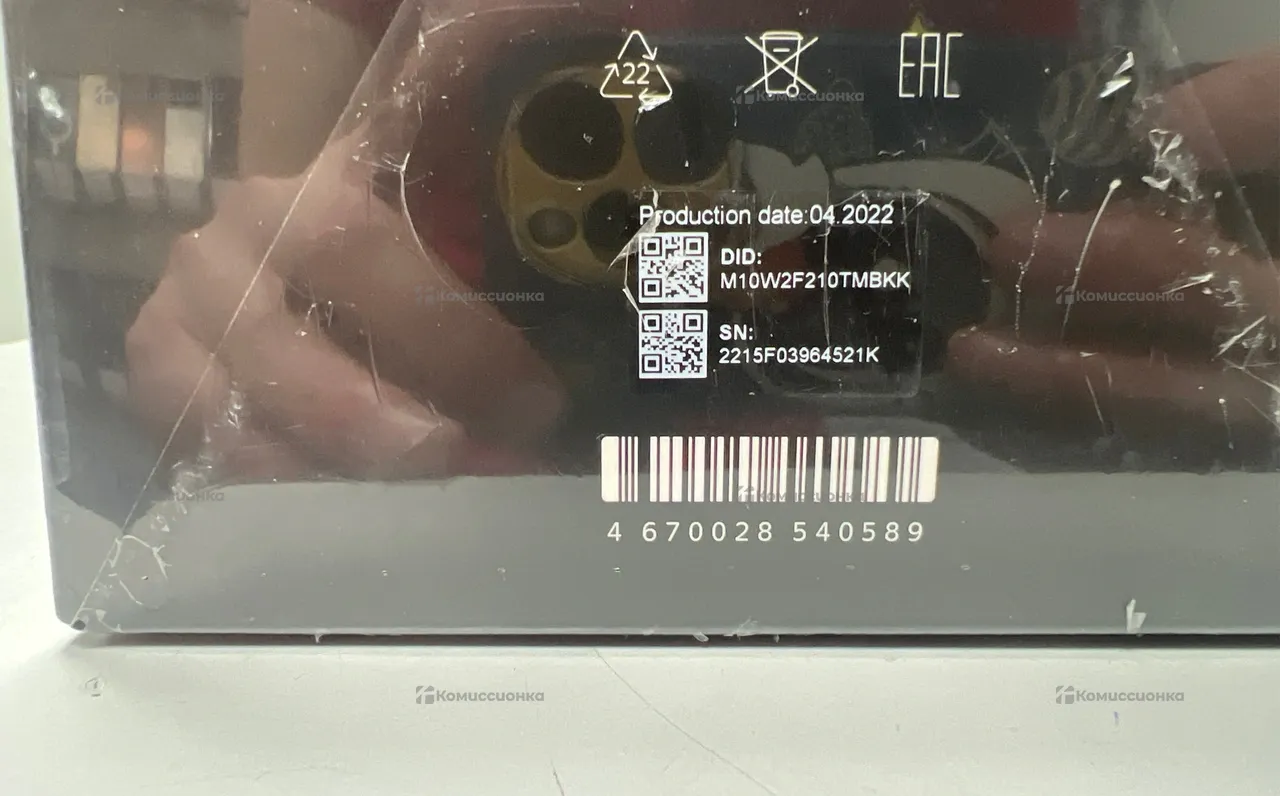 22
EAC
Комиссионка
Production date:04.2022
DID:
M10W2F210TMBKK
Комиссионка
Комиссионка
SN:
2215F03964521K
4 670028 540589
Комиссионка
Комиссионка